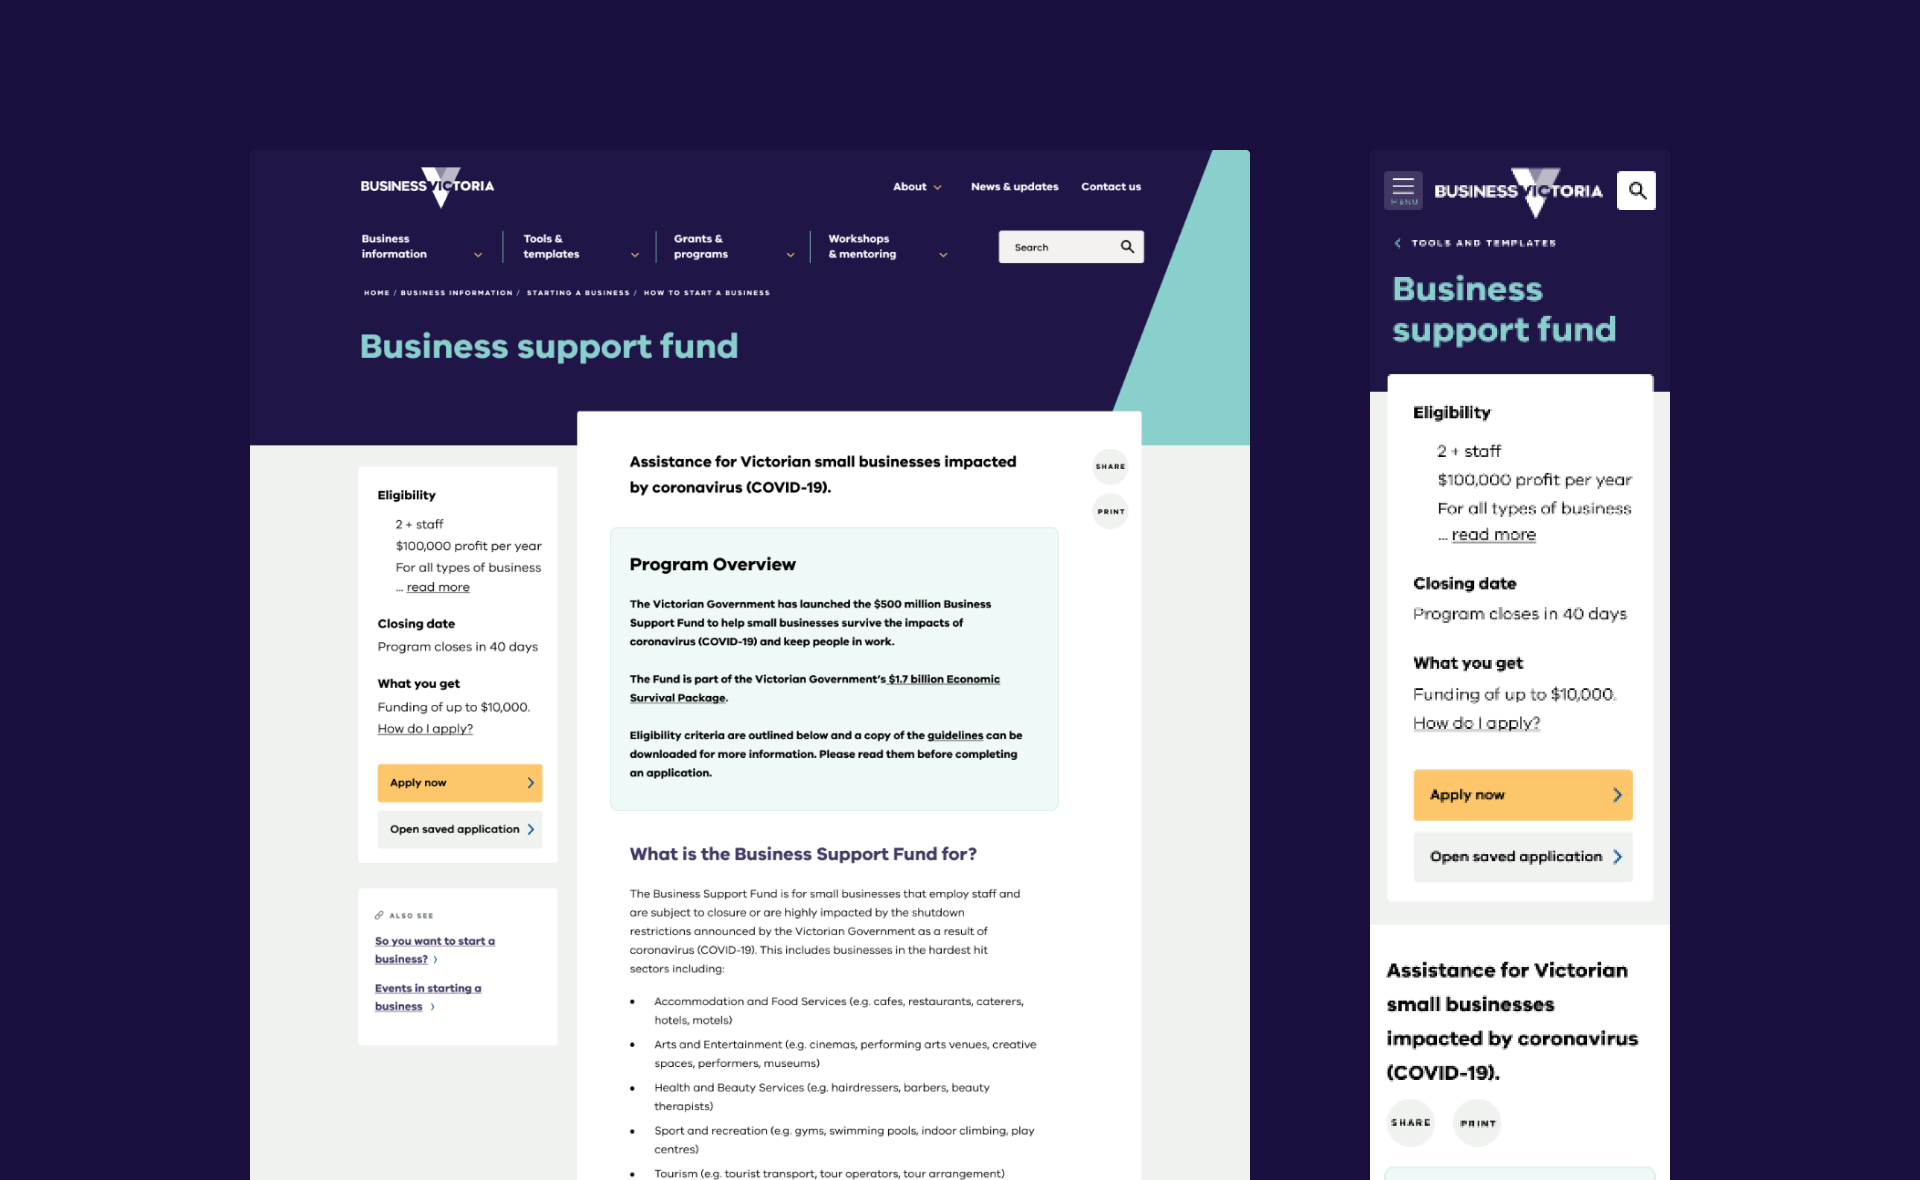 BUSINESS VICTORIA
About
News & updates
Contact us
Business
information
Tools &
templates
Grants &
programs
Workshops
& mentoring
Search
HOME / BUSINESS INFORMATION / STARTING A BUSINESS / HOW TO START A BUSINESS
Business support fund
Eligibility
2 + staff
$100,000 profit per year
For all types of business
... read more
Closing date
Program closes in 40 days
What you get
Funding of up to $10,000.
How do I apply?
Apply now
Open saved application
ALSO SEE
So you want to start a
business?
Events in starting a
business
Assistance for Victorian small businesses impacted
by coronavirus (COVID-19).
SHARE
PRINT
Program Overview
The Victorian Government has launched the $500 million Business
Support Fund to help small businesses survive the impacts of
coronavirus (COVID-19) and keep people in work.
The Fund is part of the Victorian Government's $1.7 billion Economic
Survival Package.
Eligibility criteria are outlined below and a copy of the guidelines can be
downloaded for more information. Please read them before completing
an application.
What is the Business Support Fund for?
The Business Support Fund is for small businesses that employ staff and
are subject to closure or are highly impacted by the shutdown
restrictions announced by the Victorian Government as a result of
coronavirus (COVID-19). This includes businesses in the hardest hit
sectors including:
• Accommodation and Food Services (e.g. cafes, restaurants, caterers,
hotels, motels)
• Arts and Entertainment (e.g. cinemas, performing arts venues, creative
spaces, performers, museums)
• Health and Beauty Services (e.g. hairdressers, barbers, beauty
therapists)
• Sport and recreation (e.g. gyms, swimming pools, indoor climbing, play
centres)
• Tourism (e.g. tourist transport, tour operators, tour arrangement)
MENU
BUSINESS VICTORIA
TOOLS AND TEMPLATES
Business
support fund
Eligibility
2 + staff
$100,000 profit per year
For all types of business
... read more
Closing date
Program closes in 40 days
What you get
Funding of up to $10,000.
How do I apply?
Apply now
Open saved application
Assistance for Victorian
small businesses
impacted by coronavirus
(COVID-19).
SHARE
PRINT